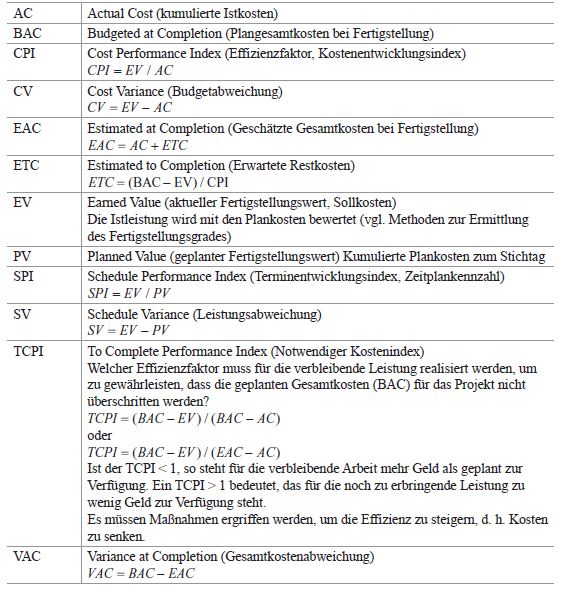 AC Actual Cost (kumulierte Istkosten)
BAC Budgeted at Completion (Plangesamtkosten bei Fertigstellung)
CPI Cost Performance Index (Effizienzfaktor, Kostenentwicklungsindex)
CPI = EV / AC
CV Cost Variance (Budgetabweichung)
CV = EV − AC
EAC Estimated at Completion (Geschätzte Gesamtkosten bei Fertigstellung)
EAC = AC + ETC
ETC Estimated to Completion (Erwartete Restkosten)
ETC = (BAC – EV) / CPI
EV Earned Value (aktueller Fertigstellungswert, Sollkosten)
Die Istleistung wird mit den Plankosten bewertet (vgl. Methoden zur Ermittlung
des Fertigstellungsgrades)
PV Planned Value (geplanter Fertigstellungswert) Kumulierte Plankosten zum Stichtag
SPI Schedule Performance Index (Terminentwicklungsindex, Zeitplankennzahl)
SPI = EV / PV
SV Schedule Variance (Leistungsabweichung)
SV = EV − PV
TCPI To Complete Performance Index (Notwendiger Kostenindex)
Welcher Effizienzfaktor muss für die verbleibende Leistung realisiert werden, um
zu gewährleisten, dass die geplanten Gesamtkosten (BAC) für das Projekt nicht
überschritten werden?
TCPI = (BAC − EV) / (BAC − AC)
oder
TCPI = (BAC − EV) / (EAC − AC)
Ist der TCPI < 1, so steht für die verbleibende Arbeit mehr Geld als geplant zur
Verfügung. Ein TCPI > 1 bedeutet, das für die noch zu erbringende Leistung zu
wenig Geld zur Verfügung steht.
Es müssen Maßnahmen ergriffen werden, um die Effizienz zu steigern, d. h. Kosten
zu senken.
VAC Variance at Completion (Gesamtkostenabweichung)
VAC = BAC − EAC